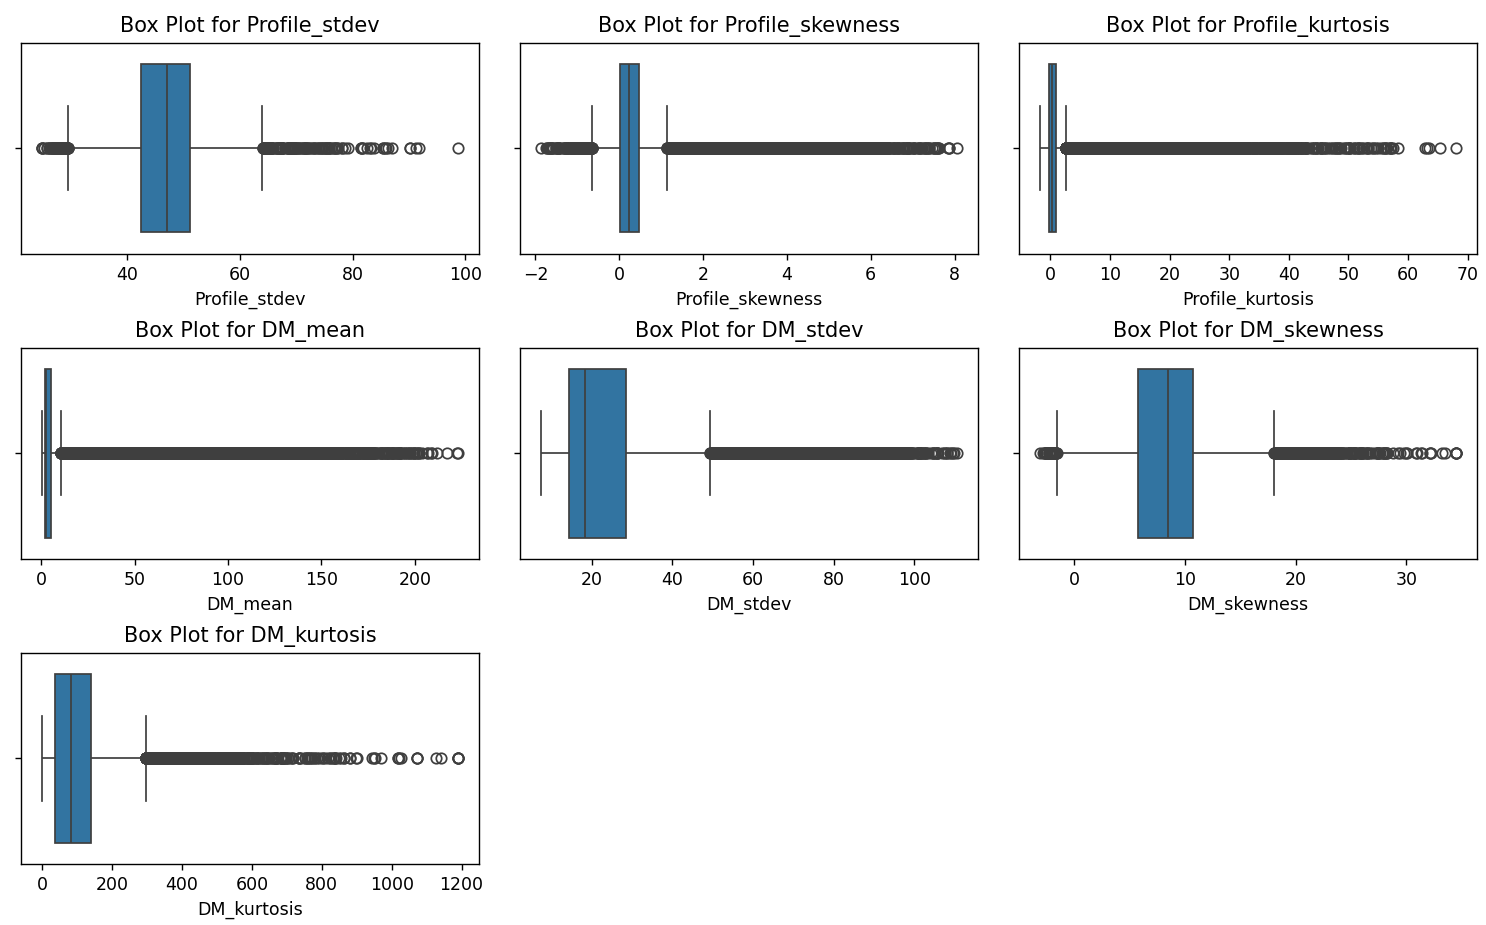 Box Plot for Profile_stdev
40 60 80 100
Profile_stdev
Box Plot for Profile_skewness
−2 0 2 4 6 8
Profile_skewness
Box Plot for Profile_kurtosis
0 10 20 30 40 50 60 70
Profile_kurtosis
Box Plot for DM_mean
0 50 100 150 200
DM_mean
Box Plot for DM_stdev
20 40 60 80 100
DM_stdev
Box Plot for DM_skewness
0 10 20 30
DM_skewness
Box Plot for DM_kurtosis
0 200 400 600 800 1000 1200
DM_kurtosis